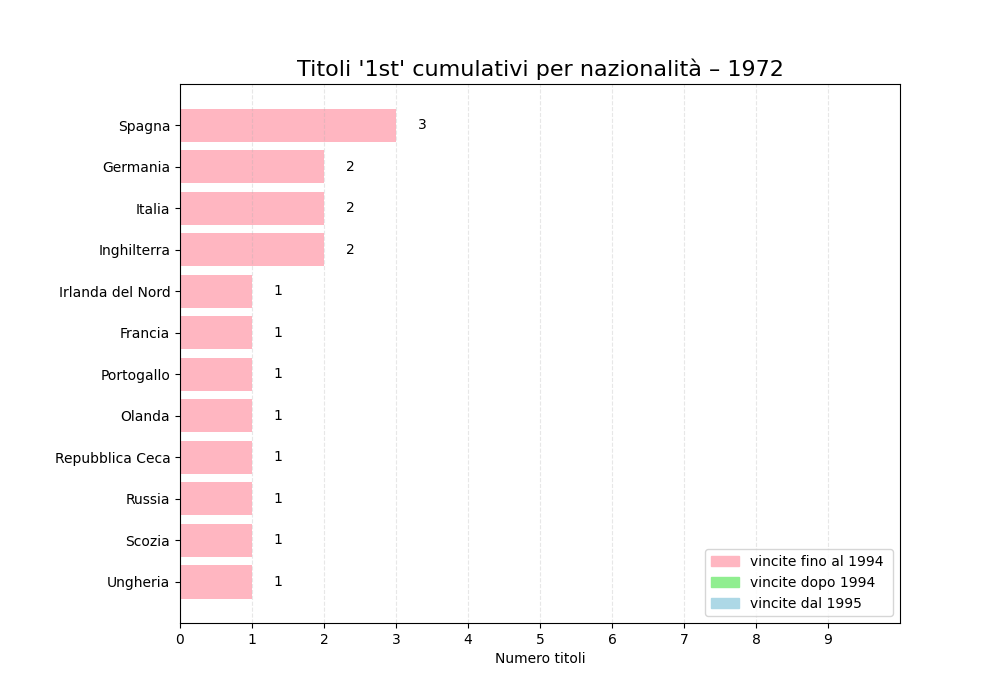 Titoli '1st' cumulativi per nazionalità – 1972
Spagna 3
Germania 2
Italia 2
Inghilterra 2
Irlanda del Nord 1
Francia 1
Portogallo 1
Olanda 1
Repubblica Ceca 1
Russia 1
Scozia 1
Ungheria 1
vincite fino al 1994
vincite dopo 1994
vincite dal 1995
0 1 2 3 4 5 6 7 8 9
Numero titoli